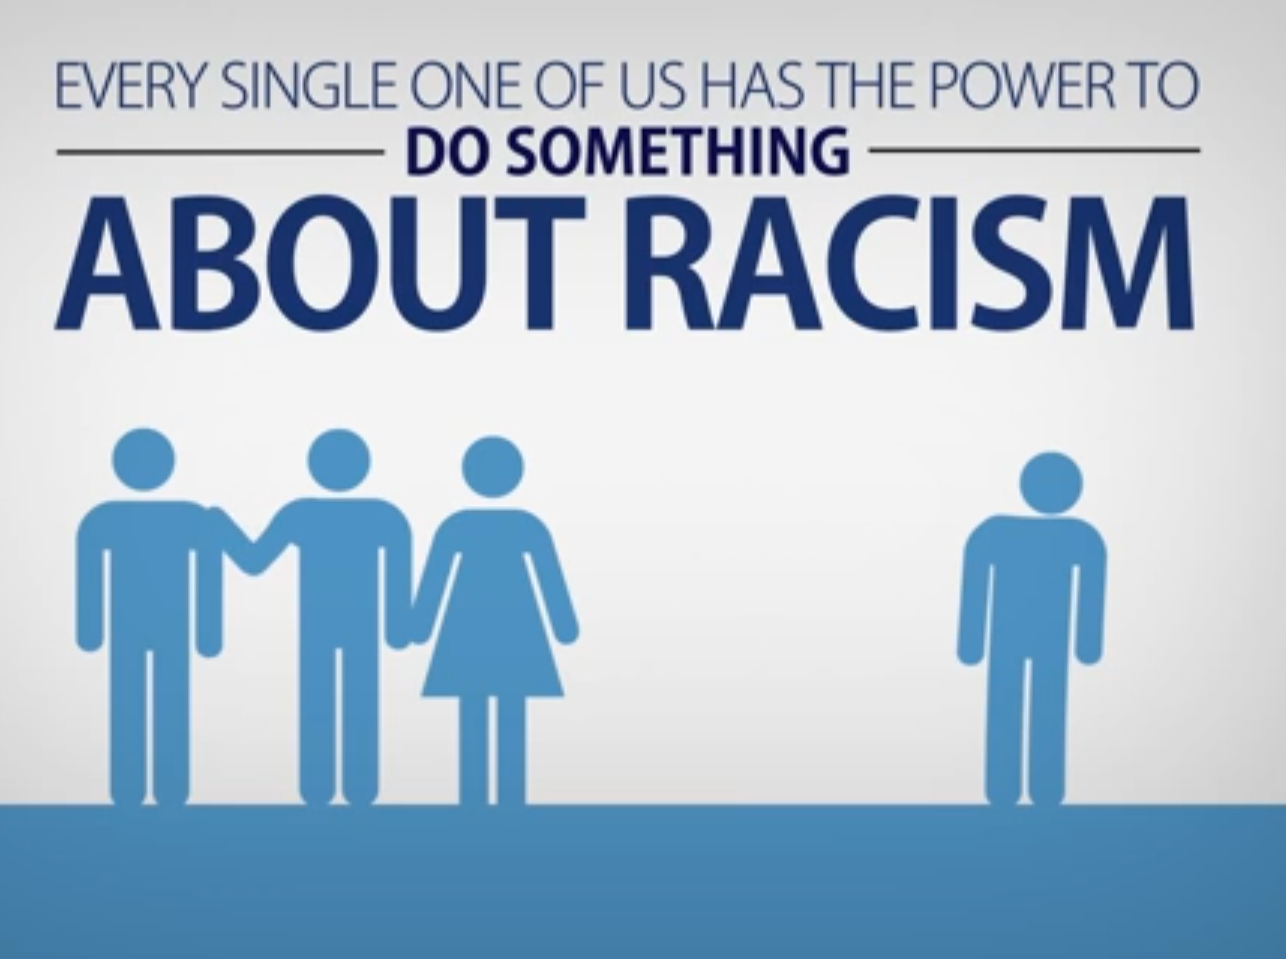 EVERY SINGLE ONE OF US HAS THE POWER TO
DO SOMETHING
ABOUT RACISM